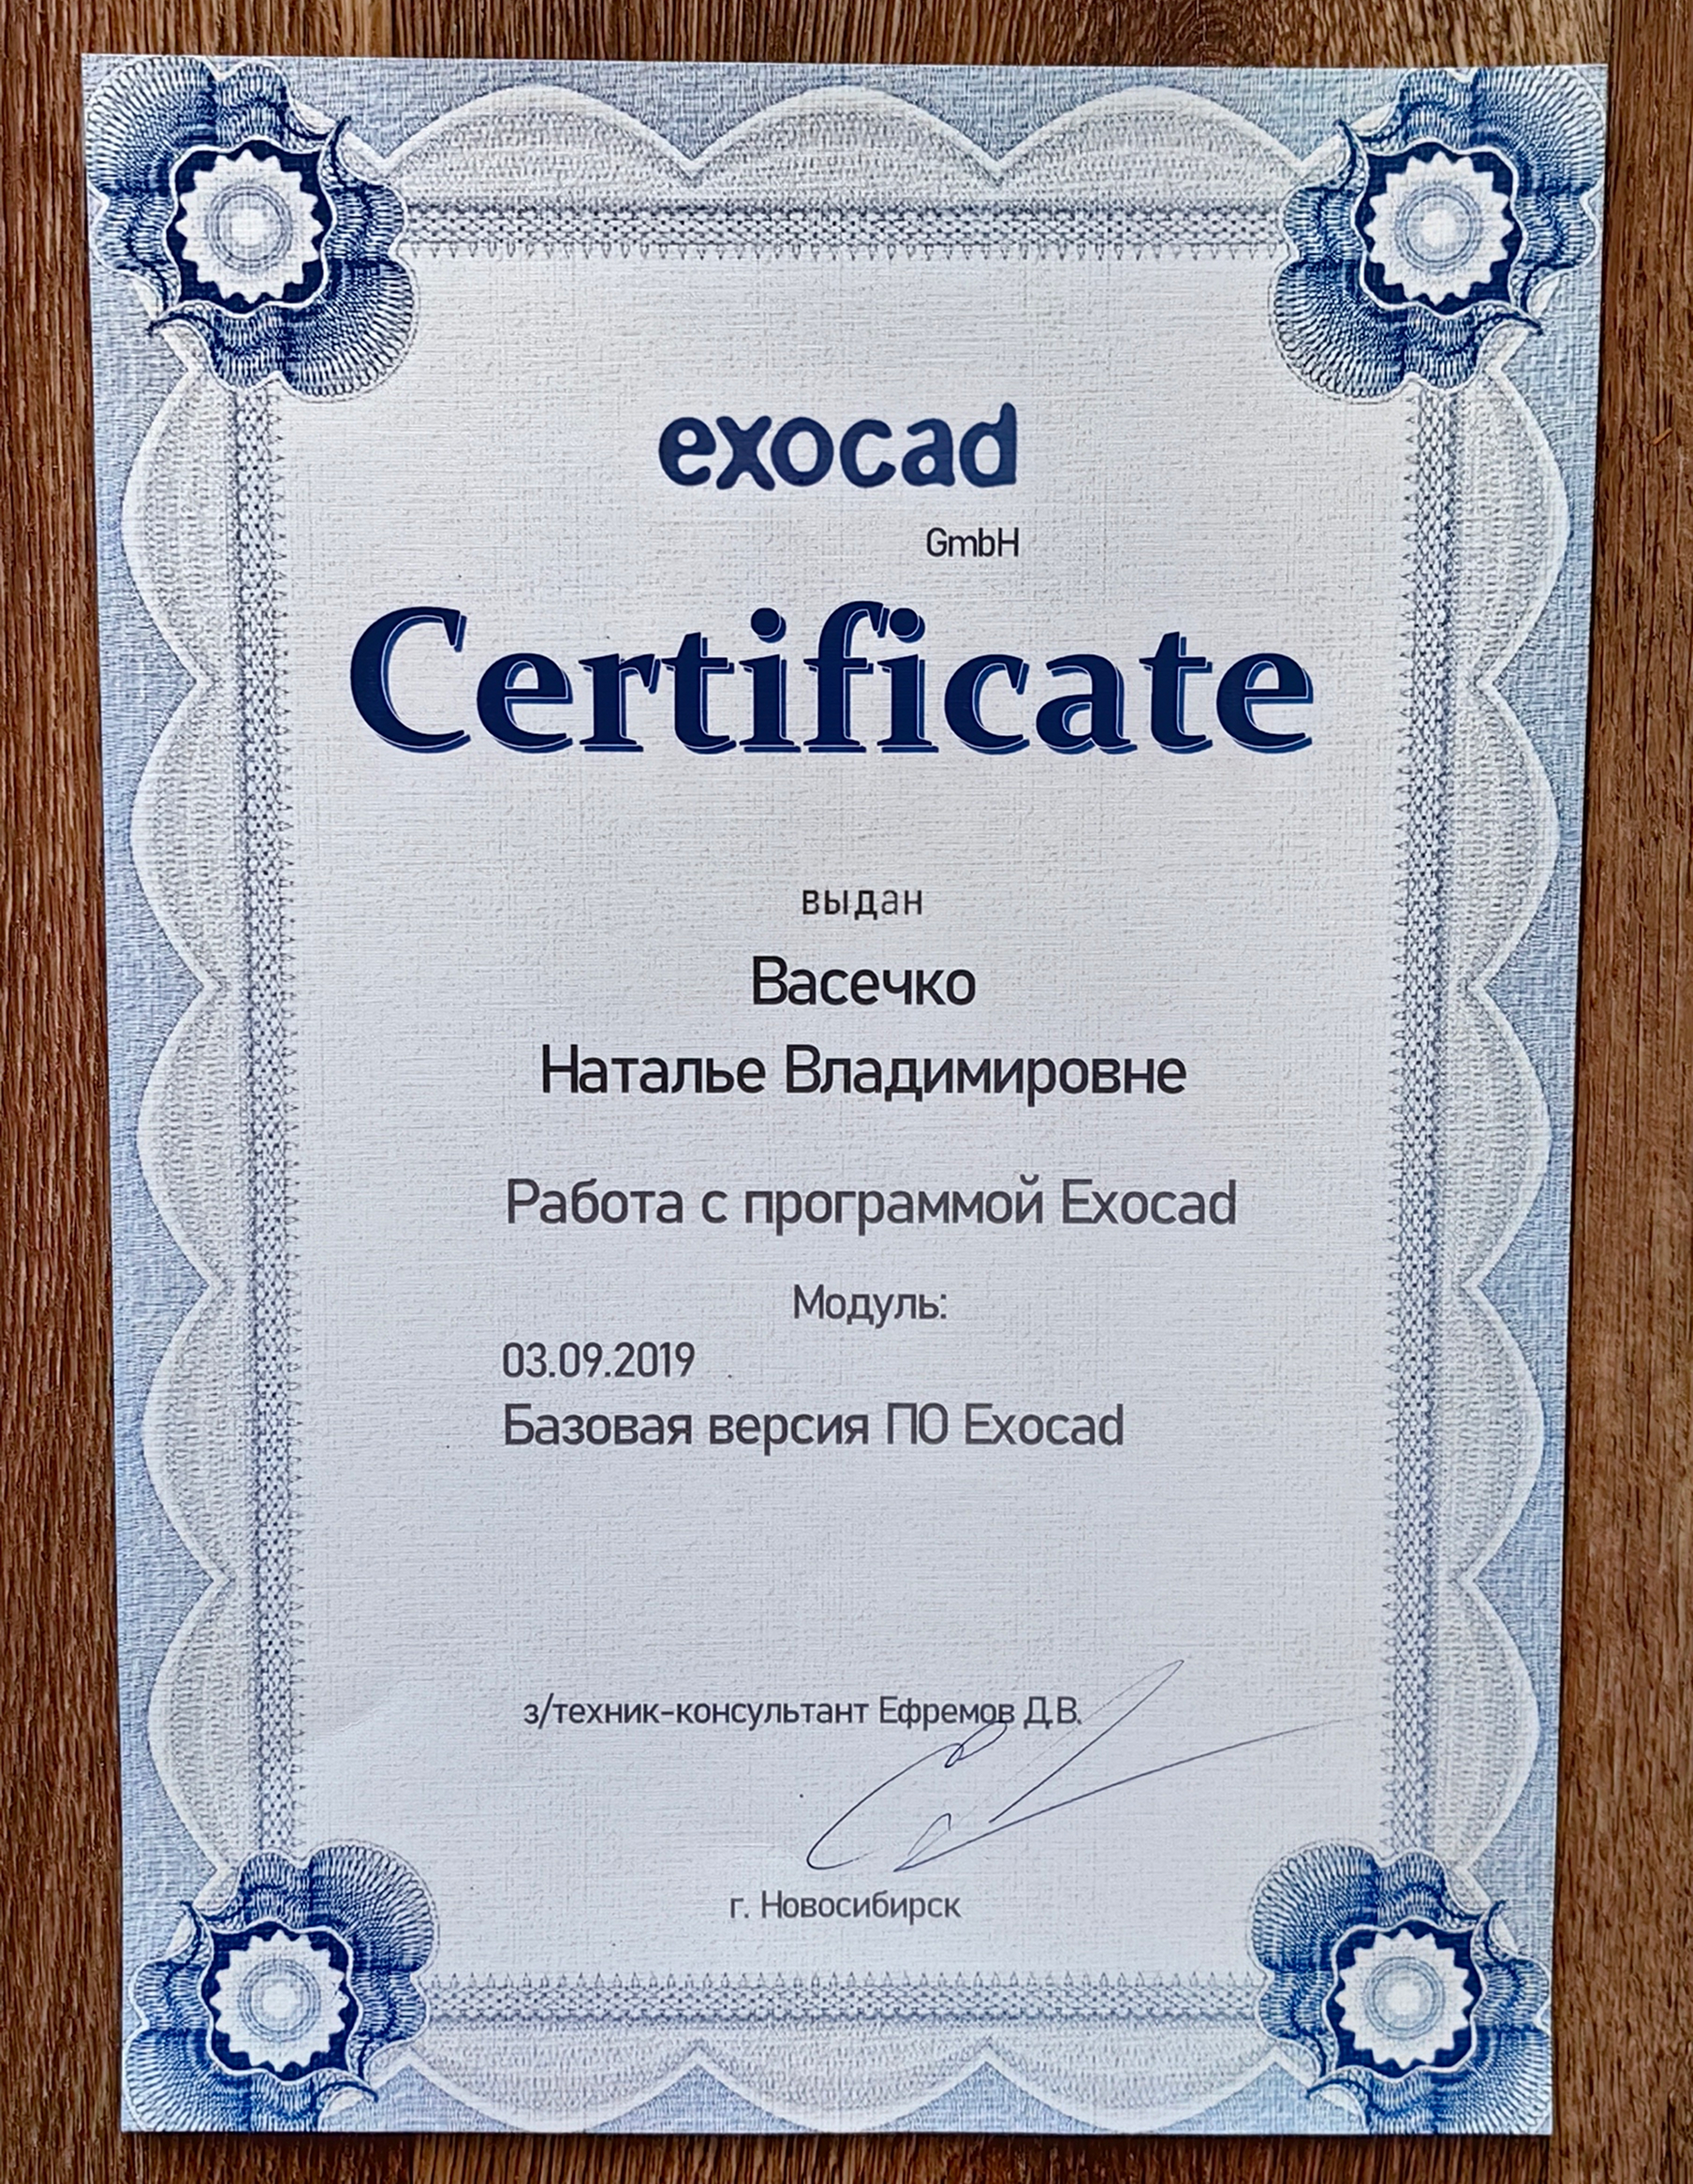 exocad
GmbH
Certificate
выдан
Васечко
Наталье Владимировне
Работа с программой Exocad
Модуль:
03.09.2019
Базовая версия ПО Exocad
з/техник-консультант Ефремов Д.В.
г. Новосибирск